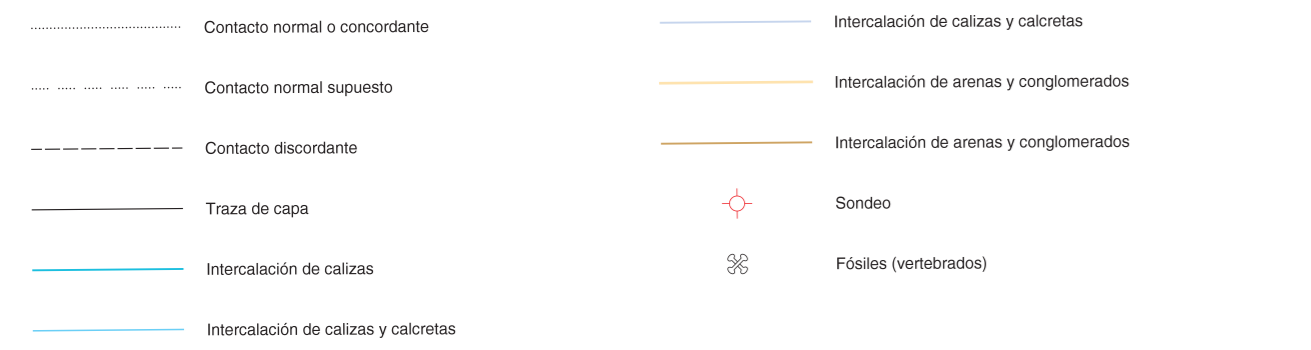 Contacto normal o concordante
Contacto normal supuesto
Contacto discordante
Traza de capa
Intercalación de calizas
Intercalación de calizas y calcretas
Intercalación de calizas y calcretas
Intercalación de arenas y conglomerados
Intercalación de arenas y conglomerados
Sondeo
Fósiles (vertebrados)